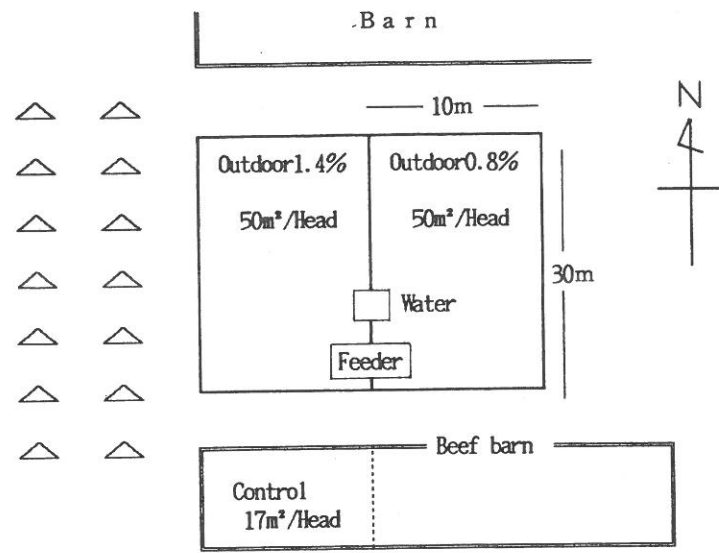 Barn
10m
N
Outdoor1.4%
Outdoor0.8%
50m²/Head
50m²/Head
30m
Water
Feeder
Beef barn
Control
17m²/Head